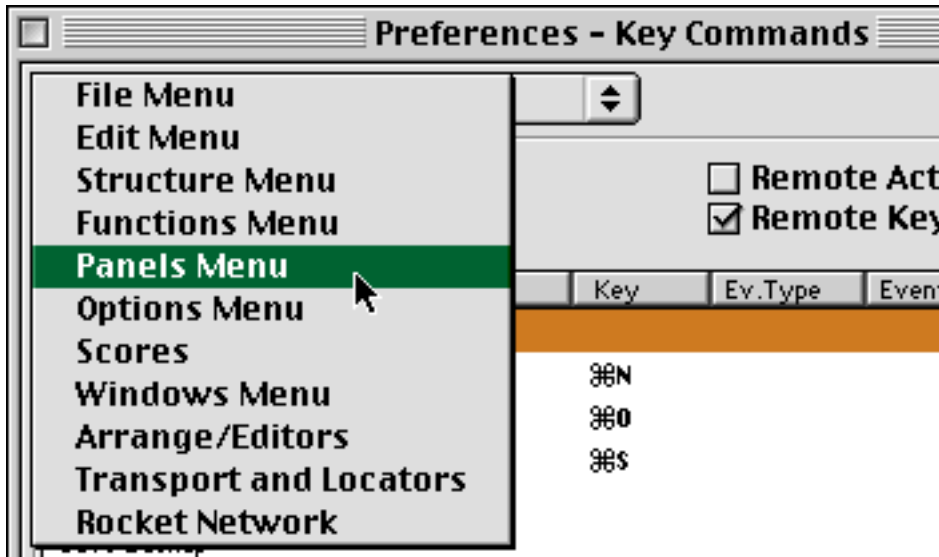 Preferences - Key Commands
File Menu
Edit Menu
Structure Menu
Functions Menu
Panels Menu
Options Menu
Scores
Windows Menu
Arrange/Editors
Transport and Locators
Rocket Network
Remote Act
Remote Key
Key Ev.Type Event
⌘N
⌘O
⌘S